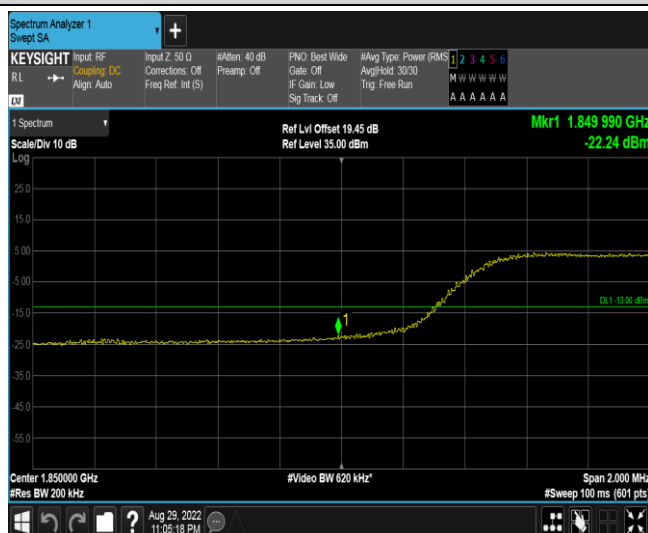 Spectrum Analyzer 1
Swept SA
+
KEYSIGHT
RL
LXI
Input: RF
Coupling: DC
Align: Auto
Input Z: 50 Ω
Corrections: Off
Freq Ref: Int (S)
#Atten: 40 dB
Preamp: Off
PNO: Best Wide
Gate: Off
IF Gain: Low
Sig Track: Off
#Avg Type: Power (RMS
Avg|Hold: 30/30
Trig: Free Run
1 2 3 4 5 6
M W W W W W
A A A A A A
1 Spectrum
Scale/Div 10 dB
Ref Lvl Offset 19.45 dB
Ref Level 35.00 dBm
Mkr1 1.849 990 GHz
-22.24 dBm
Log
25.0
15.0
5.00
-5.00
DL1 -13.00 dBm
-15.0
1
-25.0
-35.0
-45.0
-55.0
Center 1.850000 GHz
#Res BW 200 kHz
#Video BW 620 kHz*
Span 2.000 MHz
#Sweep 100 ms (601 pts)
?
Aug 29, 2022
11:05:18 PM